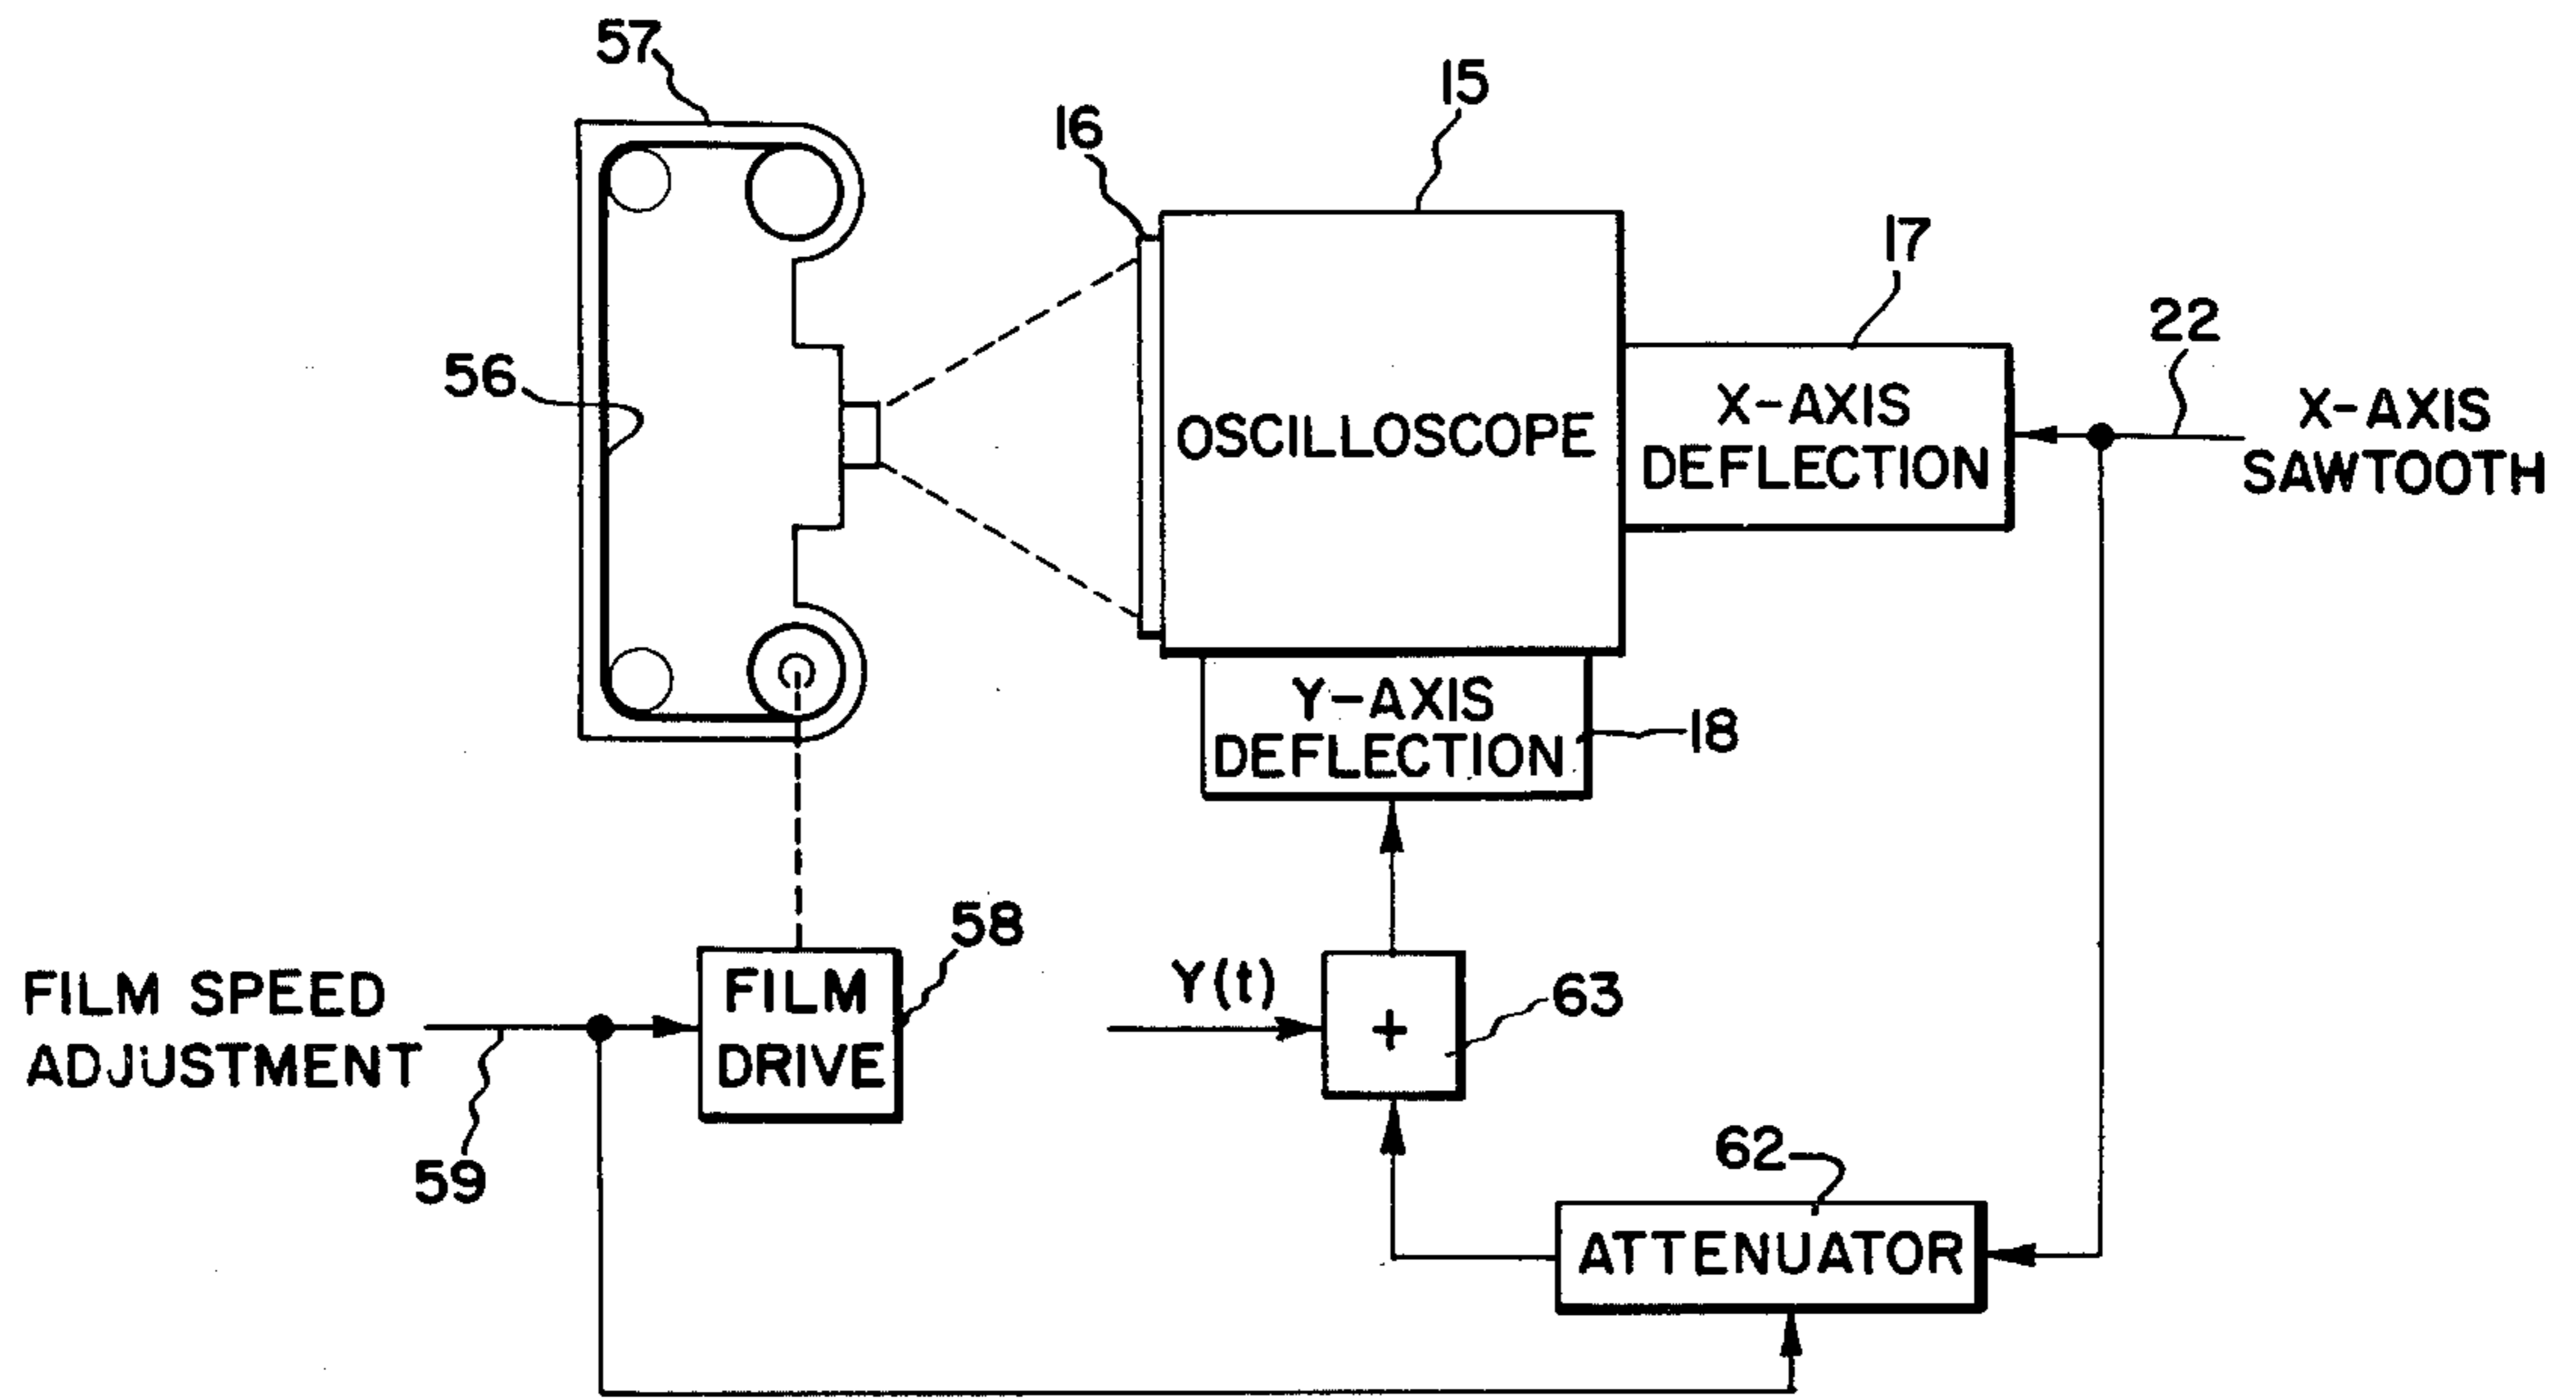 57
15
16
17
22
56
OSCILLOSCOPE
X-AXIS
DEFLECTION
X-AXIS
SAWTOOTH
Y-AXIS
DEFLECTION
18
58
FILM SPEED
ADJUSTMENT
FILM
DRIVE
Y(t)
+
63
59
62
ATTENUATOR